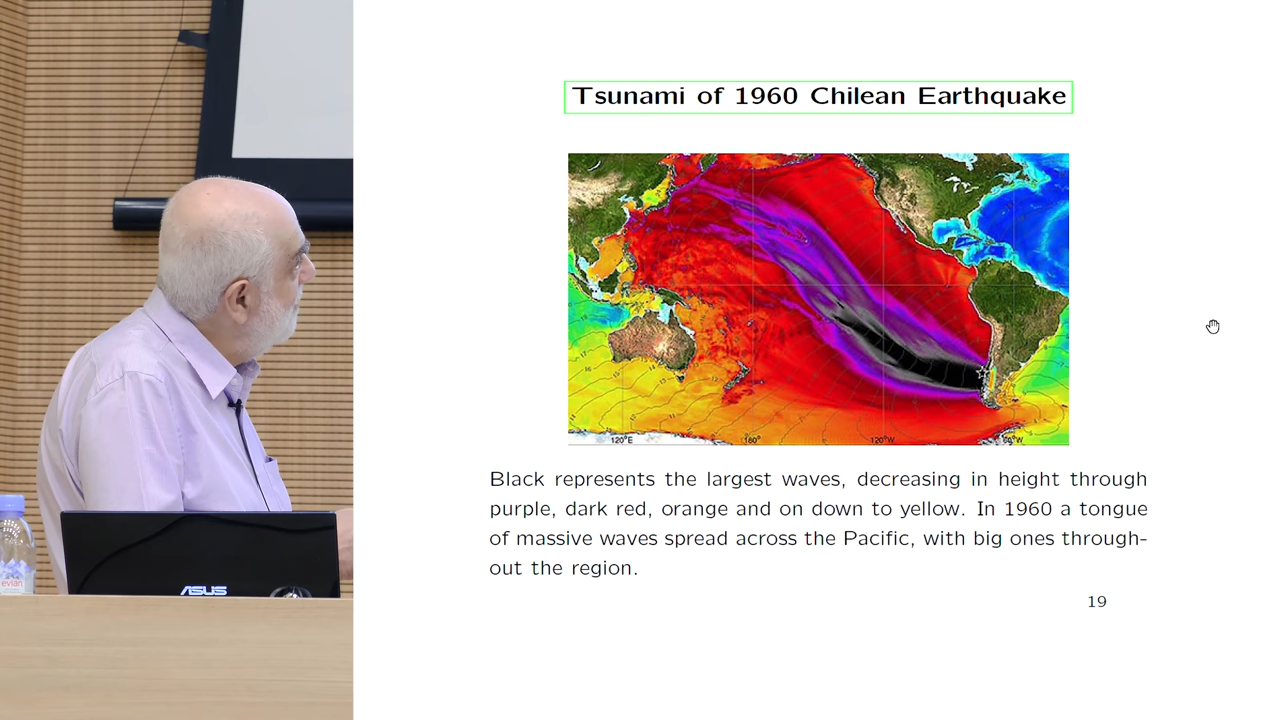 Tsunami of 1960 Chilean Earthquake
120°E
180°
120°W
60°W
Black represents the largest waves, decreasing in height through
purple, dark red, orange and on down to yellow. In 1960 a tongue
of massive waves spread across the Pacific, with big ones through-
out the region.
19
evian
ASUS